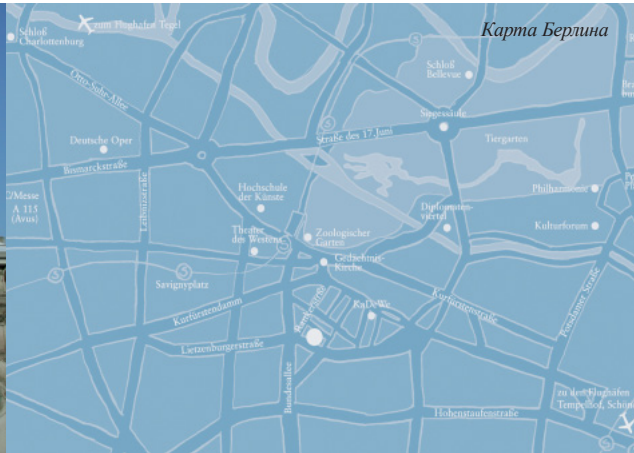 Карта Берлина
zum Flughafen Tegel
Schloß
Charlottenburg
Schloß
Bellevue
Otto-Suhr-Allee
Siegessäule
Straße des 17. Juni
Tiergarten
Deutsche Oper
Bismarckstraße
C/Messe
A 115
(Avus)
Leibnizstraße
Hochschule
der Künste
Philharmonie
Diplomaten-
viertel
Kulturforum
Theater
des Westens
Zoologischer
Garten
Gedächtnis-
Kirche
S
S
S
S
S
Savignyplatz
Kurfürstendamm
KaDeWe
Kurfürstenstraße
Potsdamer Straße
Lietzenburgerstraße
Bundesallee
Hohenstaufenstraße
zu den Flughäfen